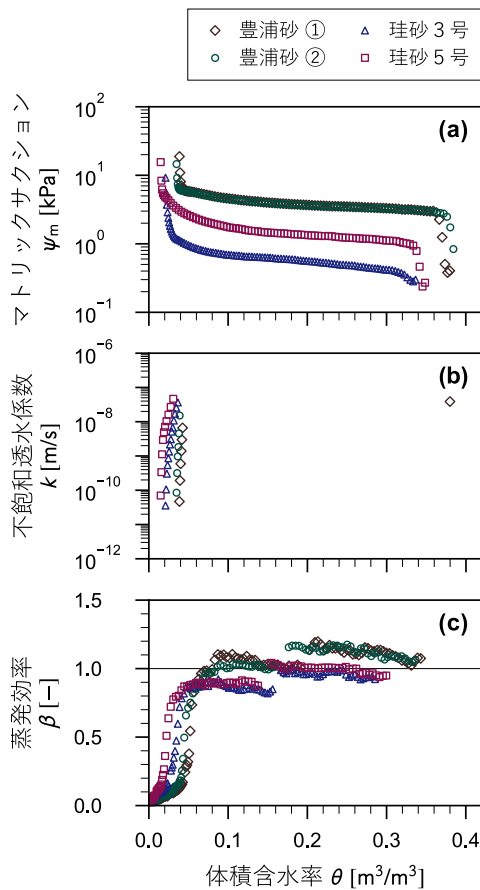 豊浦砂① 珪砂3号
豊浦砂② 珪砂5号
マトリックサクション
ψm [kPa]
10² 10¹ 10⁰ 10⁻¹
(a)
不飽和透水係数
k [m/s]
10⁻⁶ 10⁻⁸ 10⁻¹⁰ 10⁻¹²
(b)
蒸発効率
β [–]
1.5 1.0 0.5 0.0
(c)
0.0 0.1 0.2 0.3 0.4
体積含水率 θ [m³/m³]